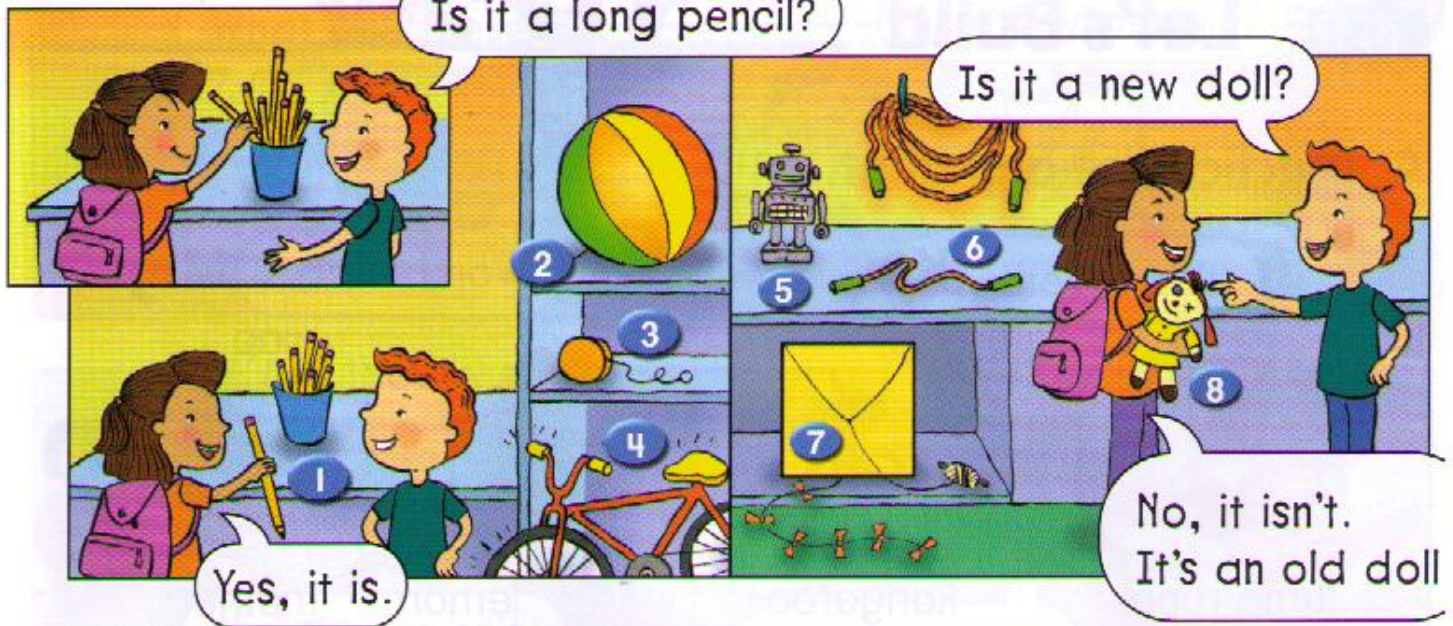 Is it a long pencil?
Is it a new doll?
2
6
5
3
8
4
7
1
Yes, it is.
No, it isn't.
It's an old doll